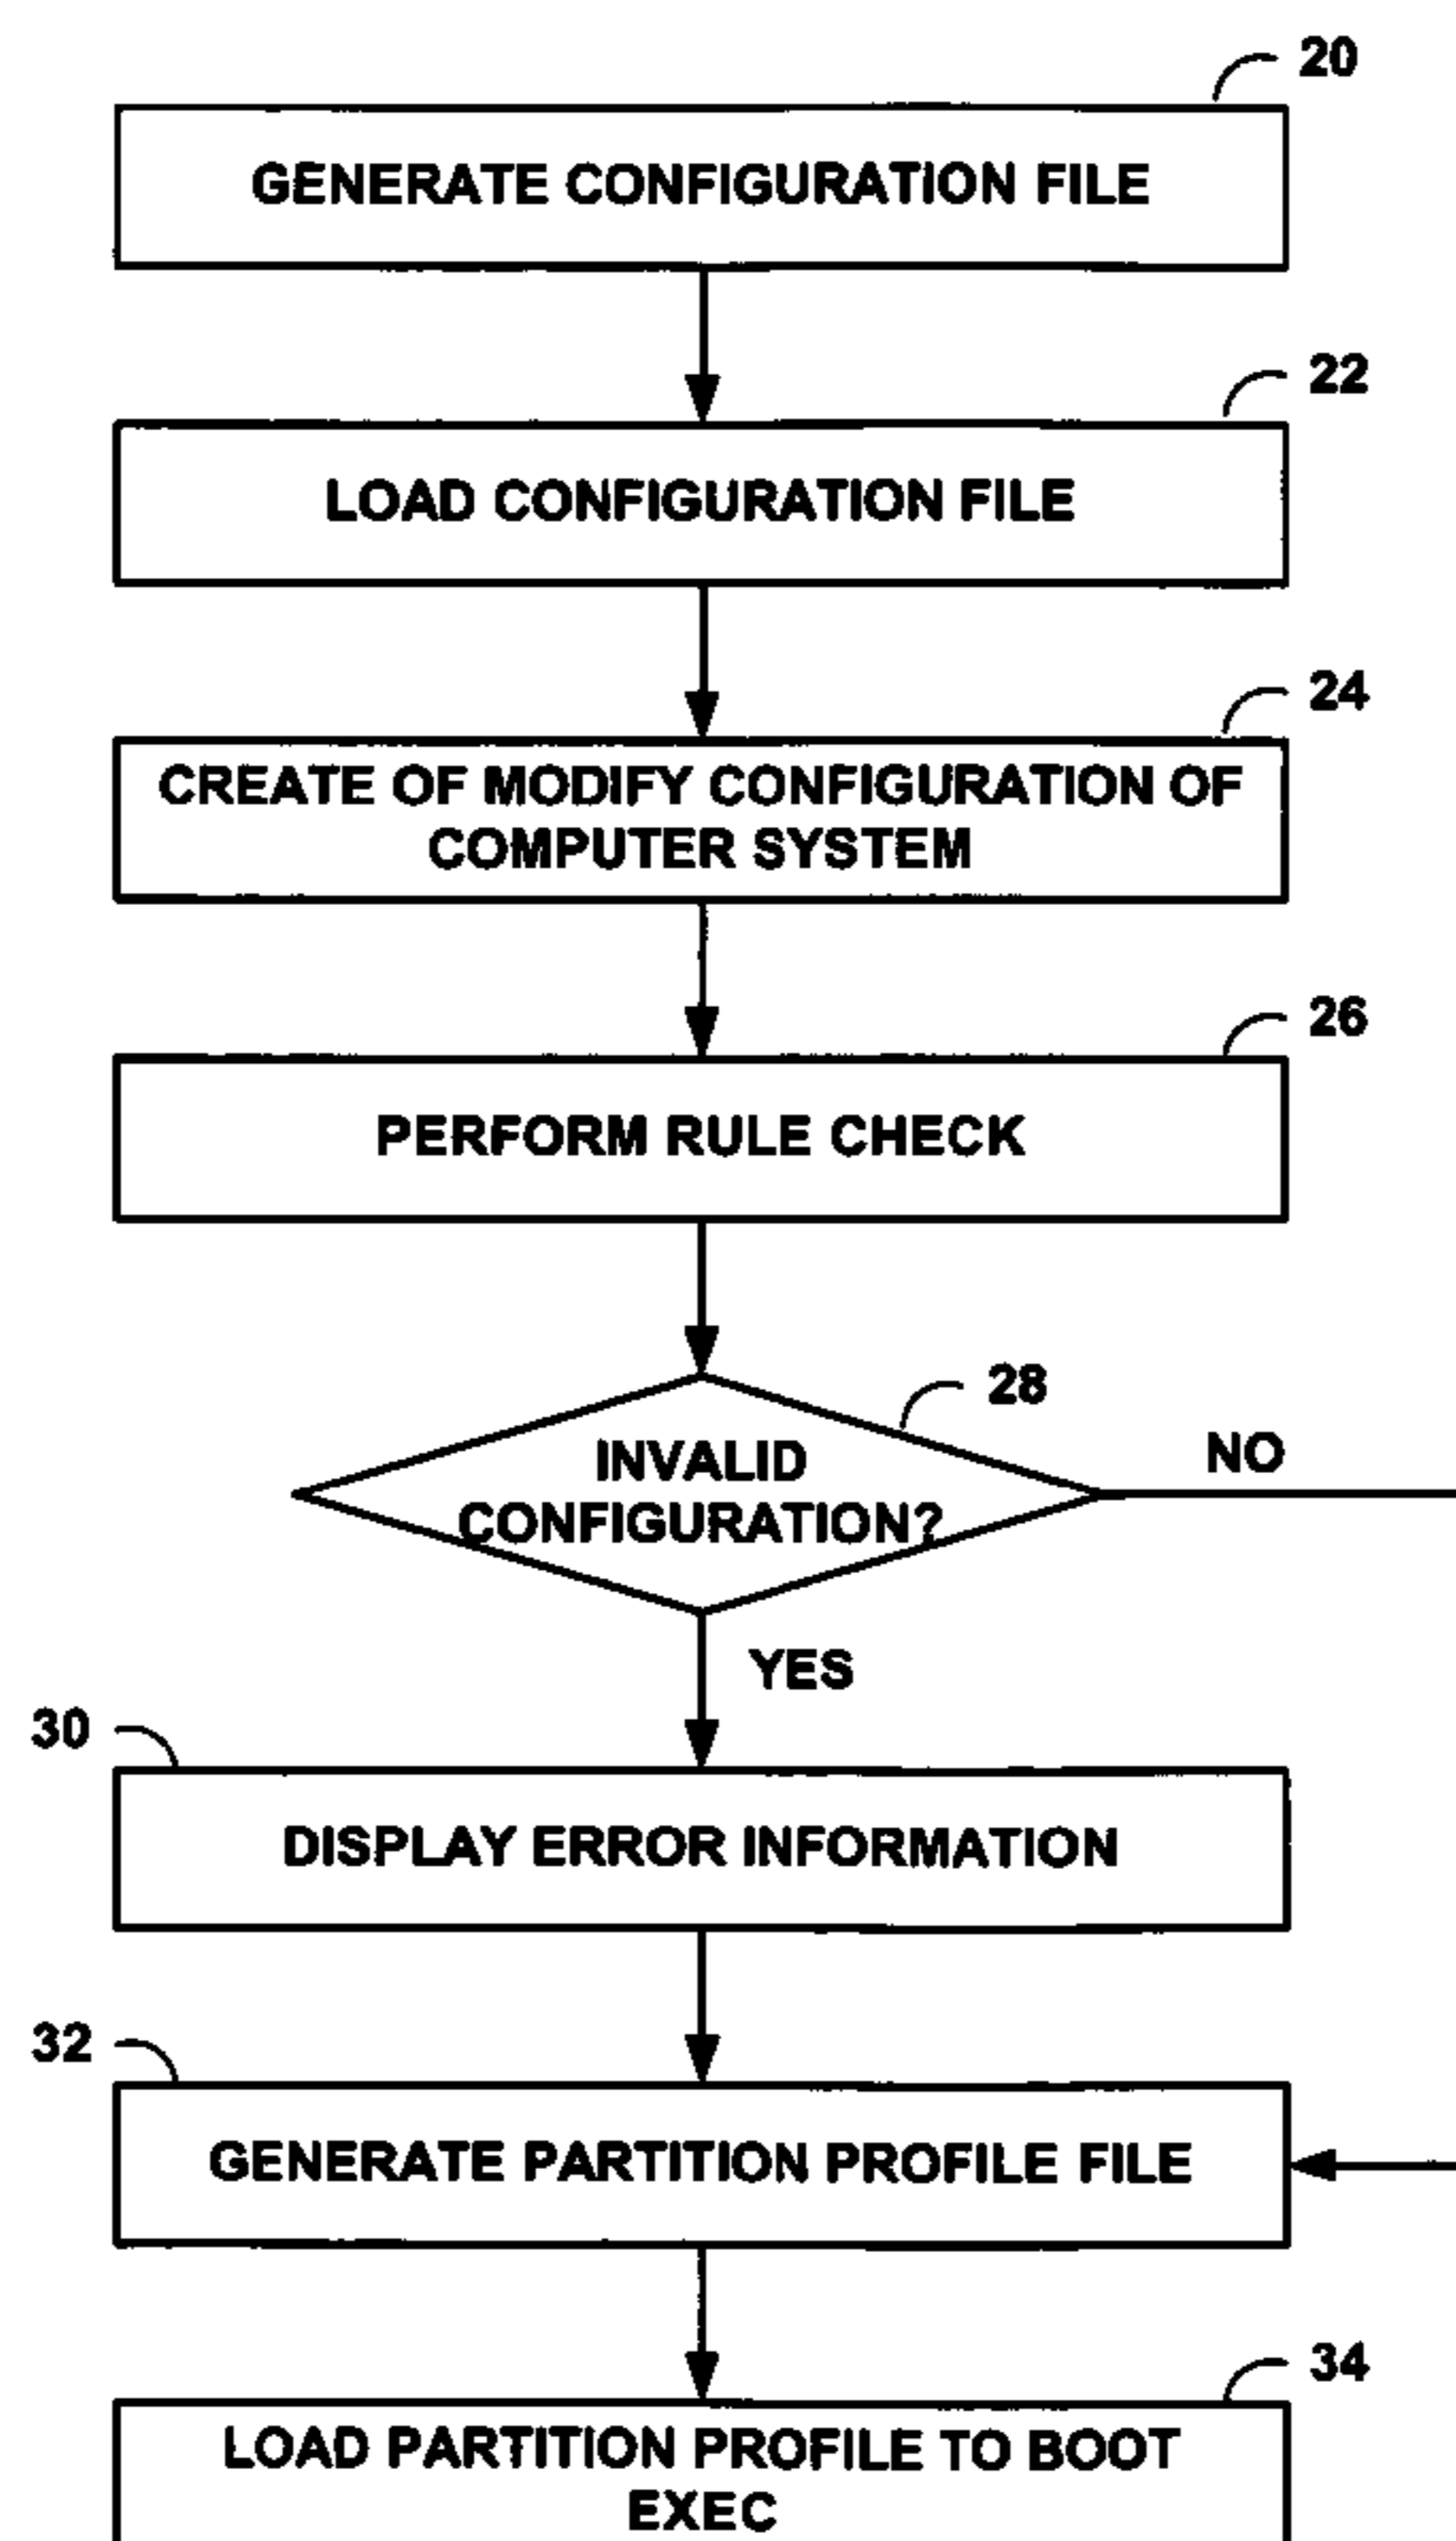 20
GENERATE CONFIGURATION FILE
22
LOAD CONFIGURATION FILE
24
CREATE OF MODIFY CONFIGURATION OF
COMPUTER SYSTEM
26
PERFORM RULE CHECK
28
INVALID
CONFIGURATION?
NO
YES
30
DISPLAY ERROR INFORMATION
32
GENERATE PARTITION PROFILE FILE
34
LOAD PARTITION PROFILE TO BOOT
EXEC